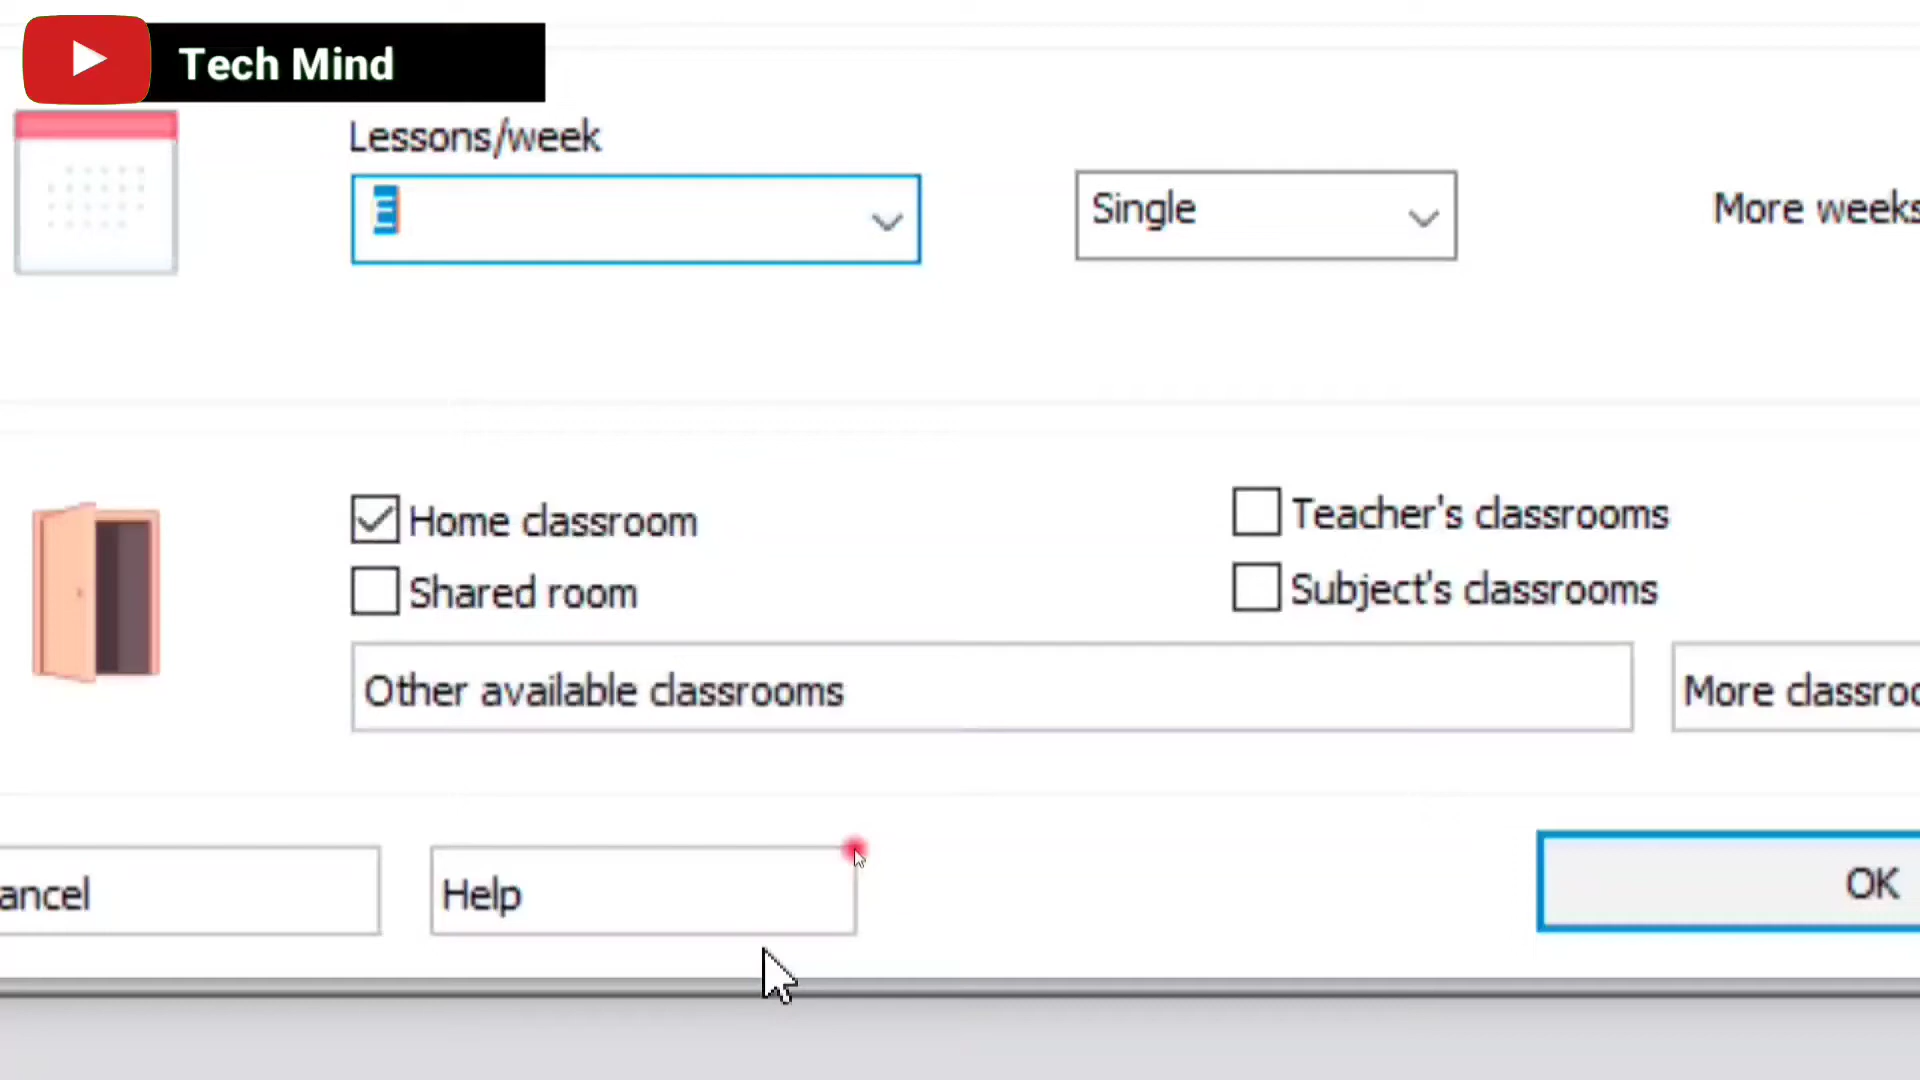 Tech Mind
Lessons/week
Single
More weeks
Home classroom
Teacher's classrooms
Shared room
Subject's classrooms
Other available classrooms
More classroo
ancel
Help
OK